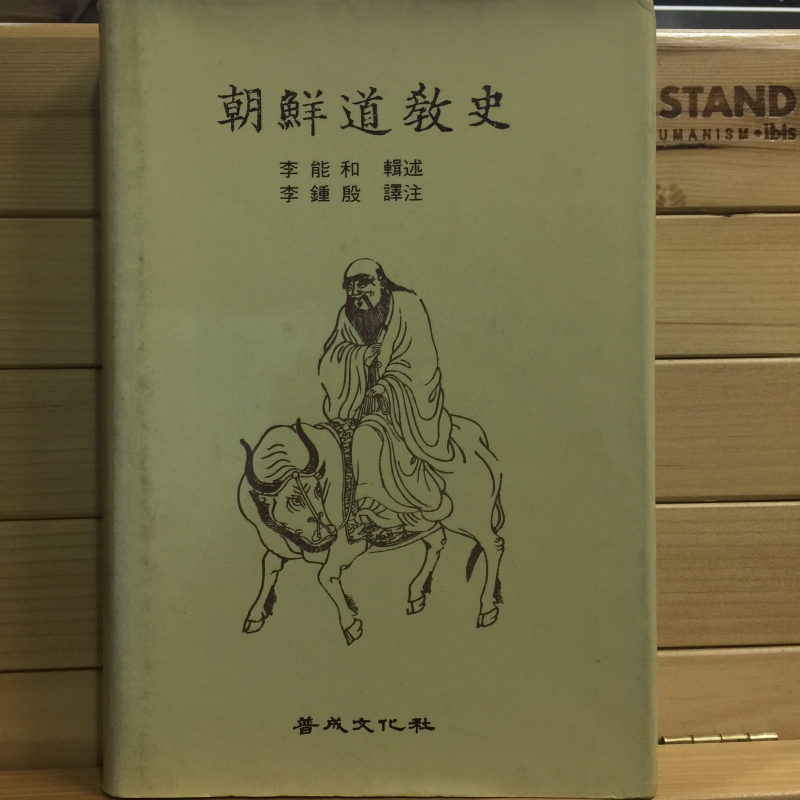 朝鮮道教史
李能和 輯述
李鍾殷 譯注
普成文化社
STAND
UMANISM•ibis